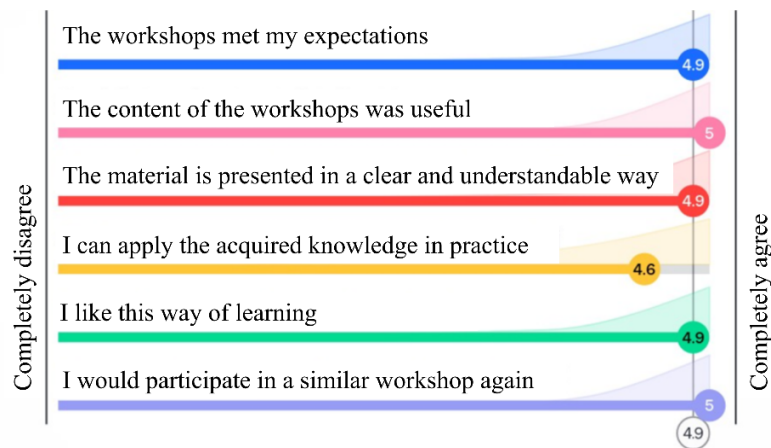 Completely disagree
The workshops met my expectations
4.9
The content of the workshops was useful
5
The material is presented in a clear and understandable way
4.9
I can apply the acquired knowledge in practice
4.6
I like this way of learning
4.9
I would participate in a similar workshop again
5
4.9
Completely agree